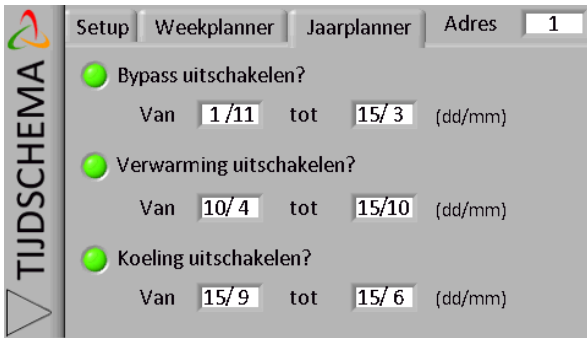 TIJDSCHEMA
Setup Weekplanner Jaarplanner Adres 1
Bypass uitschakelen?
Van 1/11 tot 15/ 3 (dd/mm)
Verwarming uitschakelen?
Van 10/ 4 tot 15/10 (dd/mm)
Koeling uitschakelen?
Van 15/ 9 tot 15/ 6 (dd/mm)